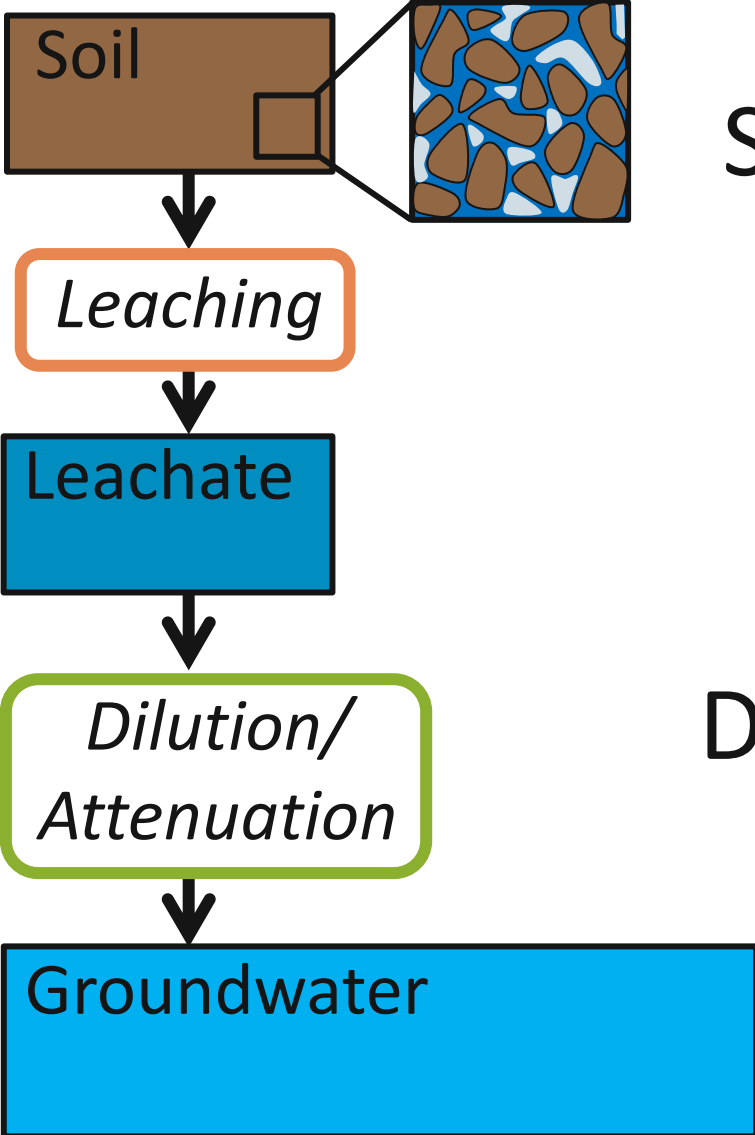 Soil
S
Leaching
Leachate
Dilution/
Attenuation
D
Groundwater